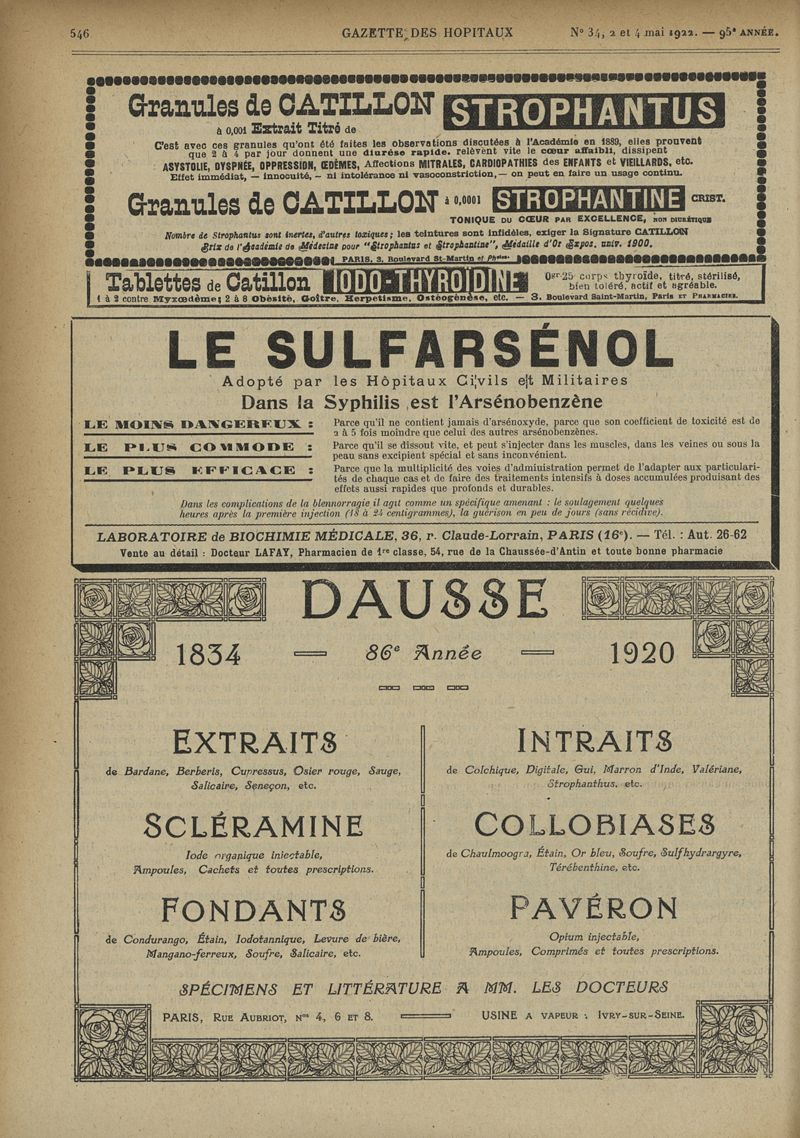 546 GAZETTE DES HOPITAUX N° 34, 2 et 4 mai 1922. — 95e ANNÉE.
Granules de CATILLON STROPHANTUS
à 0,001 Extrait Titré de
C'est avec ces granules qu'ont été faites les observations discutées à l'Académie en 1889, elles prouvent
que 2 à 4 par jour donnent une diurèse rapide, relèvent vite le cœur affaibli, dissipent
ASYSTOLIE, DYSPNÉE, OPPRESSION, ŒDÈMES, Affections MITRALES, CARDIOPATHIES des ENFANTS et VIEILLARDS, etc.
Effet immédiat, — innocuité, — ni intolérance ni vasoconstriction, — on peut en faire un usage continu.
Granules de CATILLON à 0,0001 STROPHANTINE CRIST.
TONIQUE DU CŒUR PAR EXCELLENCE, NON DIURÉTIQUE
Nombre de Strophantus sont inertes, d'autres toxiques; les teintures sont infidèles, exiger la Signature CATILLON
Prix de l'Académie de Médecine pour "Strophantus et Strophantine", Médaille d'Or Expos. univ. 1900.
PARIS, 3, Boulevard St-Martin et Phcies.
Tablettes de Catillon IODO-THYROÏDINE
0gr.25 corps thyroïde, titré, stérilisé,
bien toléré, actif et agréable.
1 à 2 contre Myxœdème; 2 à 8 Obésité, Goître, Herpetisme, Ostéogénèse, etc. — 3, Boulevard Saint-Martin, Paris ET PHARMACIES.
LE SULFARSÉNOL
Adopté par les Hôpitaux Civils et Militaires
Dans la Syphilis est l'Arsénobenzène
LE MOINS DANGEREUX : Parce qu'il ne contient jamais d'arsénoxyde, parce que son coefficient de toxicité est de
2 à 5 fois moindre que celui des autres arsénobenzènes.
LE PLUS COMMODE : Parce qu'il se dissout vite, et peut s'injecter dans les muscles, dans les veines ou sous la
peau sans excipient spécial et sans inconvénient.
LE PLUS EFFICACE : Parce que la multiplicité des voies d'administration permet de l'adapter aux particulari-
tés de chaque cas et de faire des traitements intensifs à doses accumulées produisant des
effets aussi rapides que profonds et durables.
Dans les complications de la blennorragie il agit comme un spécifique amenant : le soulagement quelques
heures après la première injection (18 à 24 centigrammes), la guérison en peu de jours (sans récidive).
LABORATOIRE de BIOCHIMIE MÉDICALE, 36, r. Claude-Lorrain, PARIS (16e). — Tél. : Aut. 26-62
Vente au détail : Docteur LAFAY, Pharmacien de 1re classe, 54, rue de la Chaussée-d'Antin et toute bonne pharmacie
DAUSSE
1834 — 86e Année — 1920
EXTRAITS
de Bardane, Berberis, Cupressus, Osier rouge, Sauge,
Salicaire, Seneçon, etc.
SCLÉRAMINE
Iode organique injectable,
Ampoules, Cachets et toutes prescriptions.
FONDANTS
de Condurango, Étain, Iodotannique, Levure de bière,
Mangano-ferreux, Soufre, Salicaire, etc.
INTRAITS
de Colchique, Digitale, Gui, Marron d'Inde, Valériane,
Strophanthus, etc.
COLLOBIASES
de Chaulmoogra, Étain, Or bleu, Soufre, Sulfhydrargyre,
Térébenthine, etc.
PAVÉRON
Opium injectable,
Ampoules, Comprimés et toutes prescriptions.
SPÉCIMENS ET LITTÉRATURE A MM. LES DOCTEURS
PARIS, RUE AUBRIOT, Nos 4, 6 ET 8. USINE A VAPEUR : IVRY-SUR-SEINE.